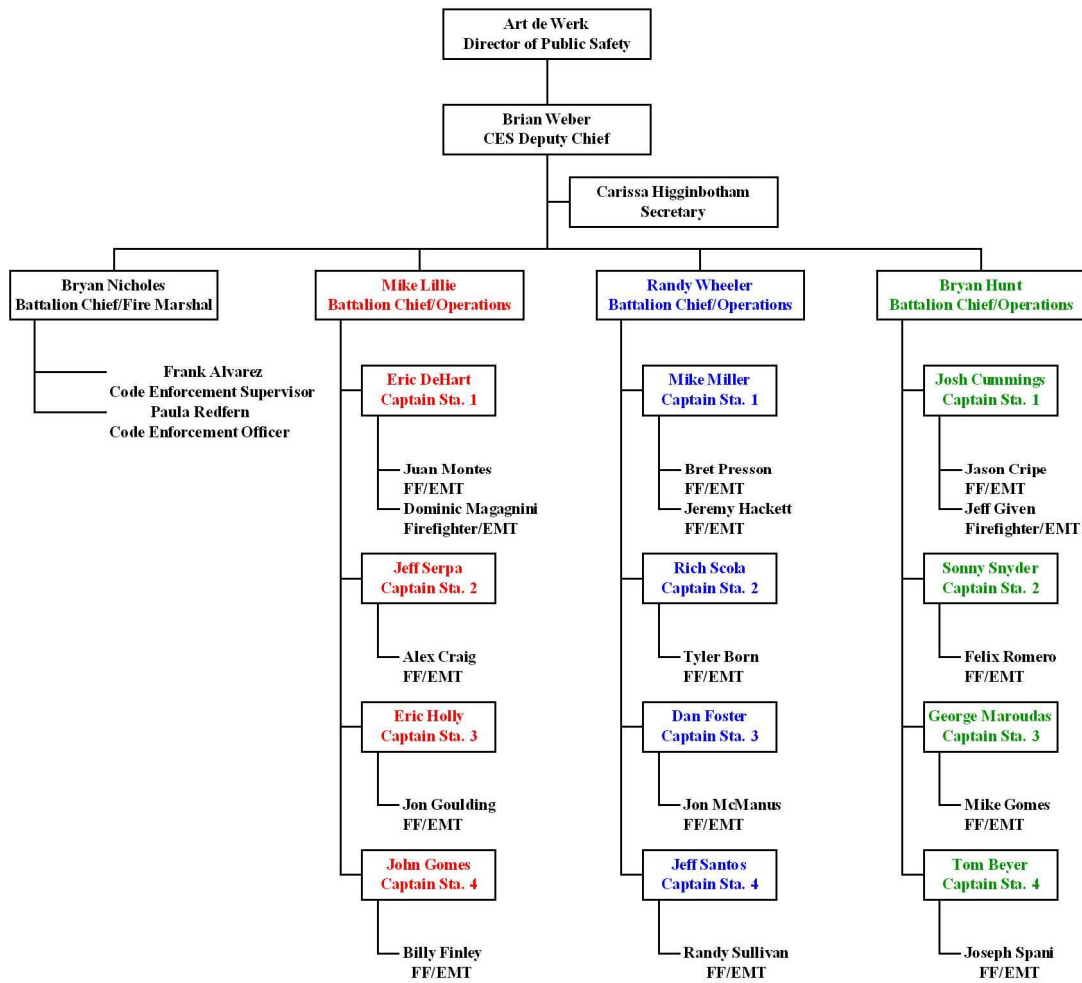 Art de Werk
Director of Public Safety
Brian Weber
CES Deputy Chief
Carissa Higginbotham
Secretary
Bryan Nicholes
Battalion Chief/Fire Marshal
Frank Alvarez
Code Enforcement Supervisor
Paula Redfern
Code Enforcement Officer
Mike Lillie
Battalion Chief/Operations
Eric DeHart
Captain Sta. 1
Juan Montes
FF/EMT
Dominic Magagnini
Firefighter/EMT
Jeff Serpa
Captain Sta. 2
Alex Craig
FF/EMT
Eric Holly
Captain Sta. 3
Jon Goulding
FF/EMT
John Gomes
Captain Sta. 4
Billy Finley
FF/EMT
Randy Wheeler
Battalion Chief/Operations
Mike Miller
Captain Sta. 1
Bret Presson
FF/EMT
Jeremy Hackett
FF/EMT
Rich Scola
Captain Sta. 2
Tyler Born
FF/EMT
Dan Foster
Captain Sta. 3
Jon McManus
FF/EMT
Jeff Santos
Captain Sta. 4
Randy Sullivan
FF/EMT
Bryan Hunt
Battalion Chief/Operations
Josh Cummings
Captain Sta. 1
Jason Cripe
FF/EMT
Jeff Given
Firefighter/EMT
Sonny Snyder
Captain Sta. 2
Felix Romero
FF/EMT
George Maroudas
Captain Sta. 3
Mike Gomes
FF/EMT
Tom Beyer
Captain Sta. 4
Joseph Spani
FF/EMT